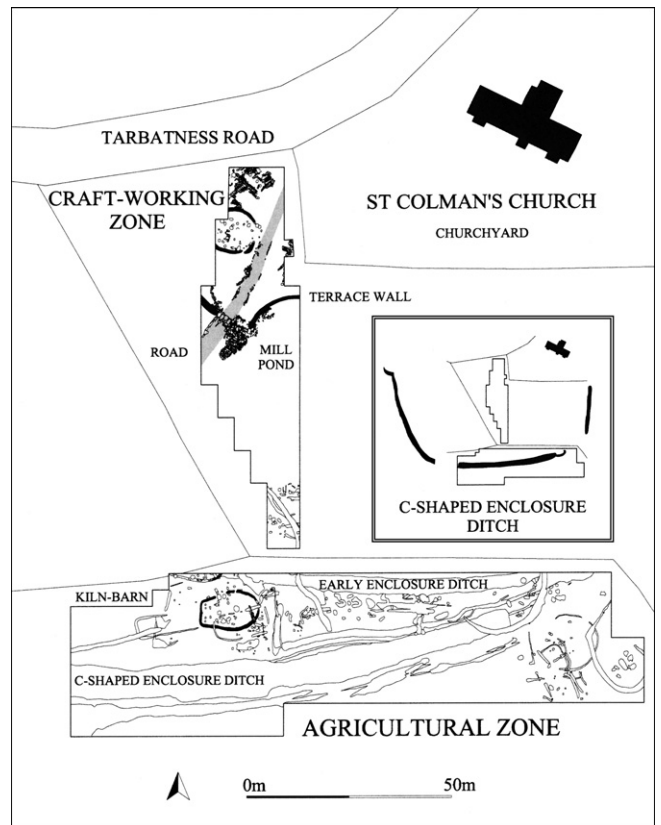 TARBATNESS ROAD
CRAFT-WORKING
ZONE
ST COLMAN'S CHURCH
CHURCHYARD
TERRACE WALL
ROAD
MILL
POND
C-SHAPED ENCLOSURE
DITCH
KILN-BARN
EARLY ENCLOSURE DITCH
C-SHAPED ENCLOSURE DITCH
AGRICULTURAL ZONE
0m
50m